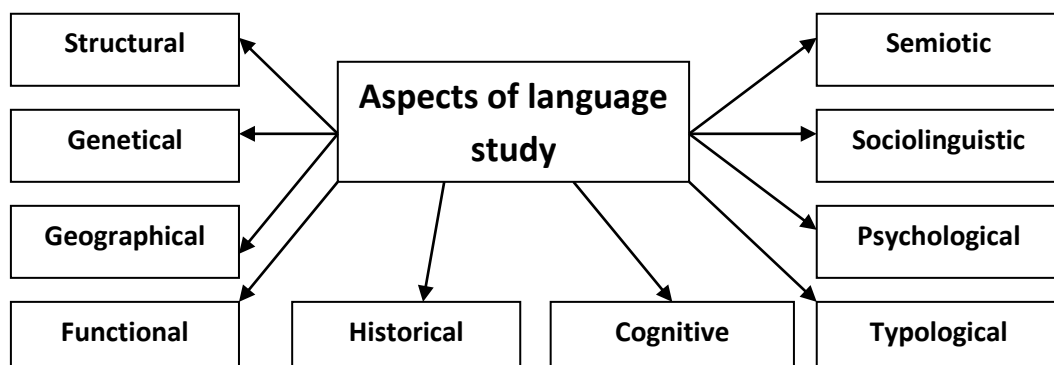 Structural
Semiotic
Aspects of language
study
Genetical
Sociolinguistic
Geographical
Psychological
Functional
Historical
Cognitive
Typological